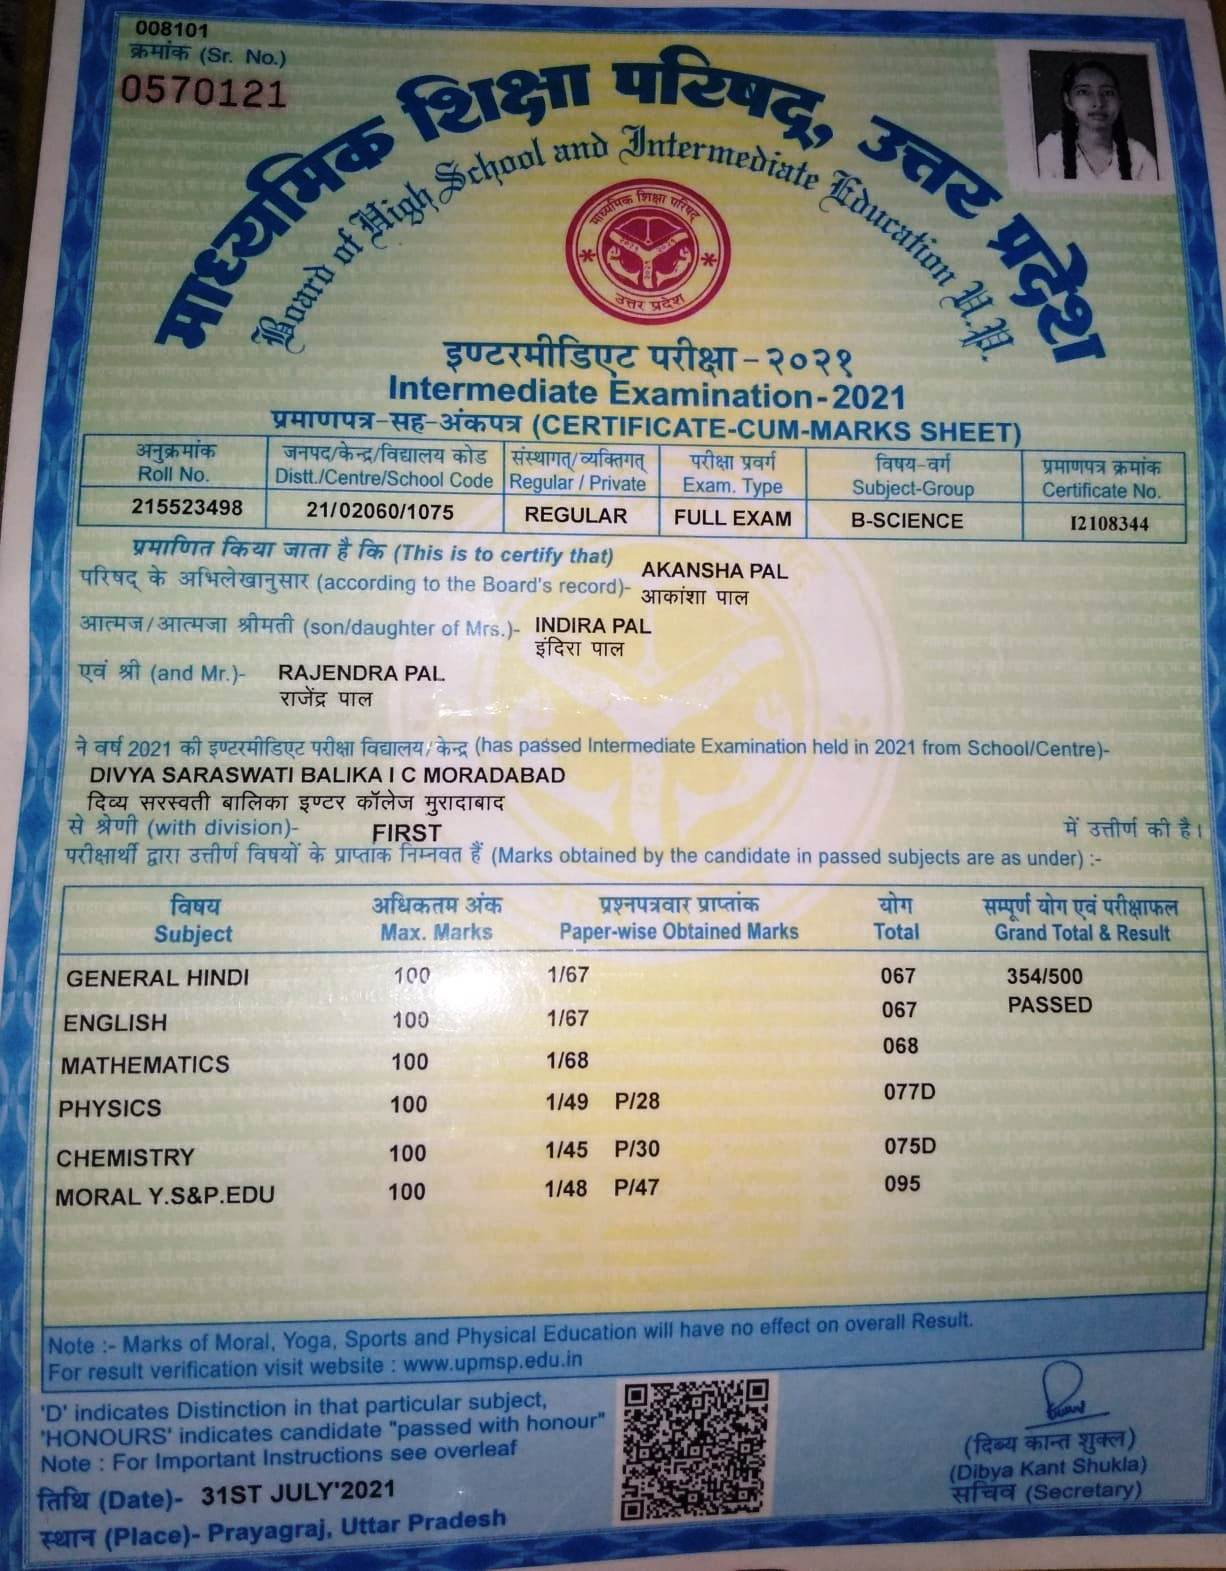 008101
क्रमांक (Sr. No.)
0570121
माध्यमिक शिक्षा परिषद्, उत्तर प्रदेश
Board of High School and Intermediate Education U.P.
माध्यमिक शिक्षा परिषद्
उत्तर प्रदेश
इण्टरमीडिएट परीक्षा - २०२१
Intermediate Examination - 2021
प्रमाणपत्र-सह-अंकपत्र (CERTIFICATE-CUM-MARKS SHEET)
अनुक्रमांक जनपद/केन्द्र/विद्यालय कोड संस्थागत्/व्यक्तिगत् परीक्षा प्रवर्ग विषय-वर्ग प्रमाणपत्र क्रमांक
Roll No. Distt./Centre/School Code Regular / Private Exam. Type Subject-Group Certificate No.
215523498 21/02060/1075 REGULAR FULL EXAM B-SCIENCE I2108344
प्रमाणित किया जाता है कि (This is to certify that)
परिषद् के अभिलेखानुसार (according to the Board's record)- AKANSHA PAL
आकांशा पाल
आत्मज/आत्मजा श्रीमती (son/daughter of Mrs.)- INDIRA PAL
इंदिरा पाल
एवं श्री (and Mr.)- RAJENDRA PAL
राजेंद्र पाल
ने वर्ष 2021 की इण्टरमीडिएट परीक्षा विद्यालय/केन्द्र (has passed Intermediate Examination held in 2021 from School/Centre)-
DIVYA SARASWATI BALIKA I C MORADABAD
दिव्य सरस्वती बालिका इण्टर कॉलेज मुरादाबाद
से श्रेणी (with division)- FIRST में उत्तीर्ण की है।
परीक्षार्थी द्वारा उत्तीर्ण विषयों के प्राप्तांक निम्नवत हैं (Marks obtained by the candidate in passed subjects are as under) :-
विषय अधिकतम अंक प्रश्नपत्रवार प्राप्तांक योग सम्पूर्ण योग एवं परीक्षाफल
Subject Max. Marks Paper-wise Obtained Marks Total Grand Total & Result
GENERAL HINDI 100 1/67 067 354/500
PASSED
ENGLISH 100 1/67 067
MATHEMATICS 100 1/68 068
PHYSICS 100 1/49 P/28 077D
CHEMISTRY 100 1/45 P/30 075D
MORAL Y.S&P.EDU 100 1/48 P/47 095
Note :- Marks of Moral, Yoga, Sports and Physical Education will have no effect on overall Result.
For result verification visit website : www.upmsp.edu.in
'D' indicates Distinction in that particular subject,
'HONOURS' indicates candidate "passed with honour"
Note : For Important Instructions see overleaf
तिथि (Date)- 31ST JULY'2021
स्थान (Place)- Prayagraj, Uttar Pradesh
(दिव्य कान्त शुक्ल)
(Dibya Kant Shukla)
सचिव (Secretary)